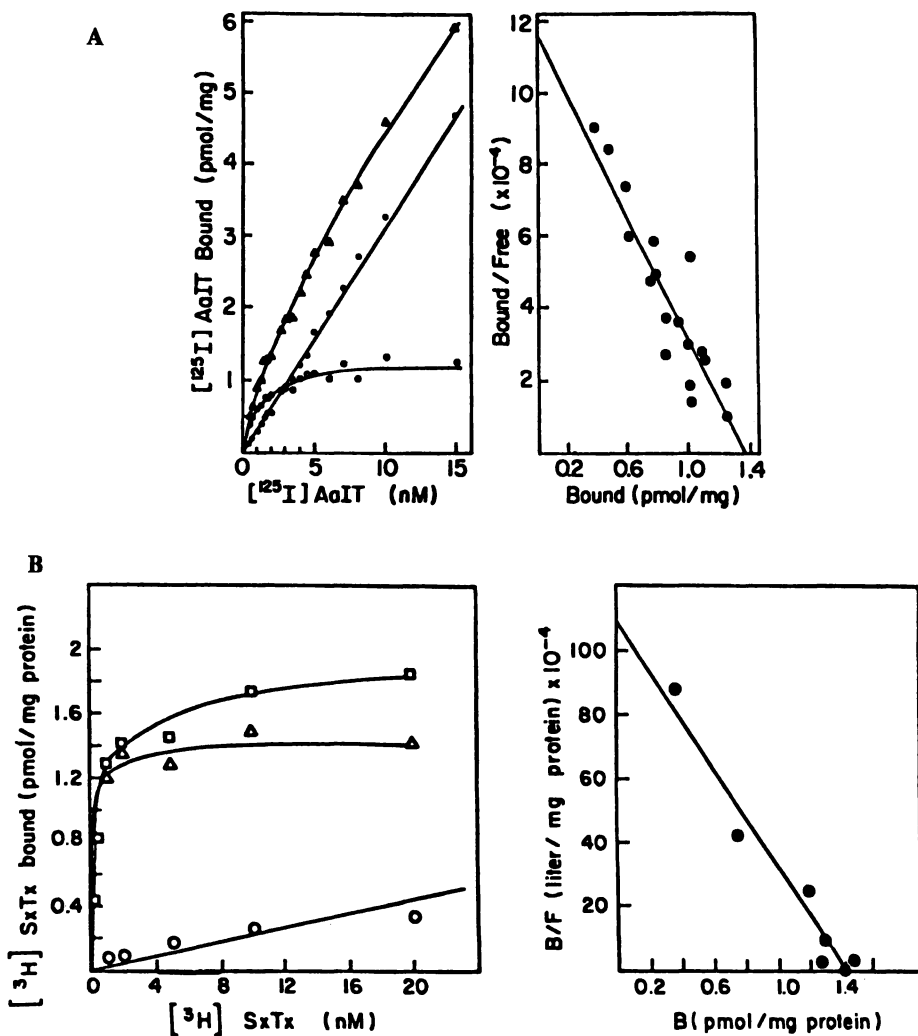 A
[¹²⁵I] AaIT Bound (pmol/mg)
6
5
4
3
2
1
0 5 10 15
[¹²⁵I] AaIT (nM)
Bound/Free (x10⁻⁴)
12
10
8
6
4
2
0.2 0.6 1.0 1.4
Bound (pmol/mg)
B
[³H] SxTx bound (pmol/mg protein)
2
1.6
1.2
0.8
0.4
0 4 8 12 16 20
[³H] SxTx (nM)
B/F (liter/mg protein) x 10⁻⁴
100
80
60
40
20
0.2 0.6 1.0 1.4
B (pmol/mg protein)